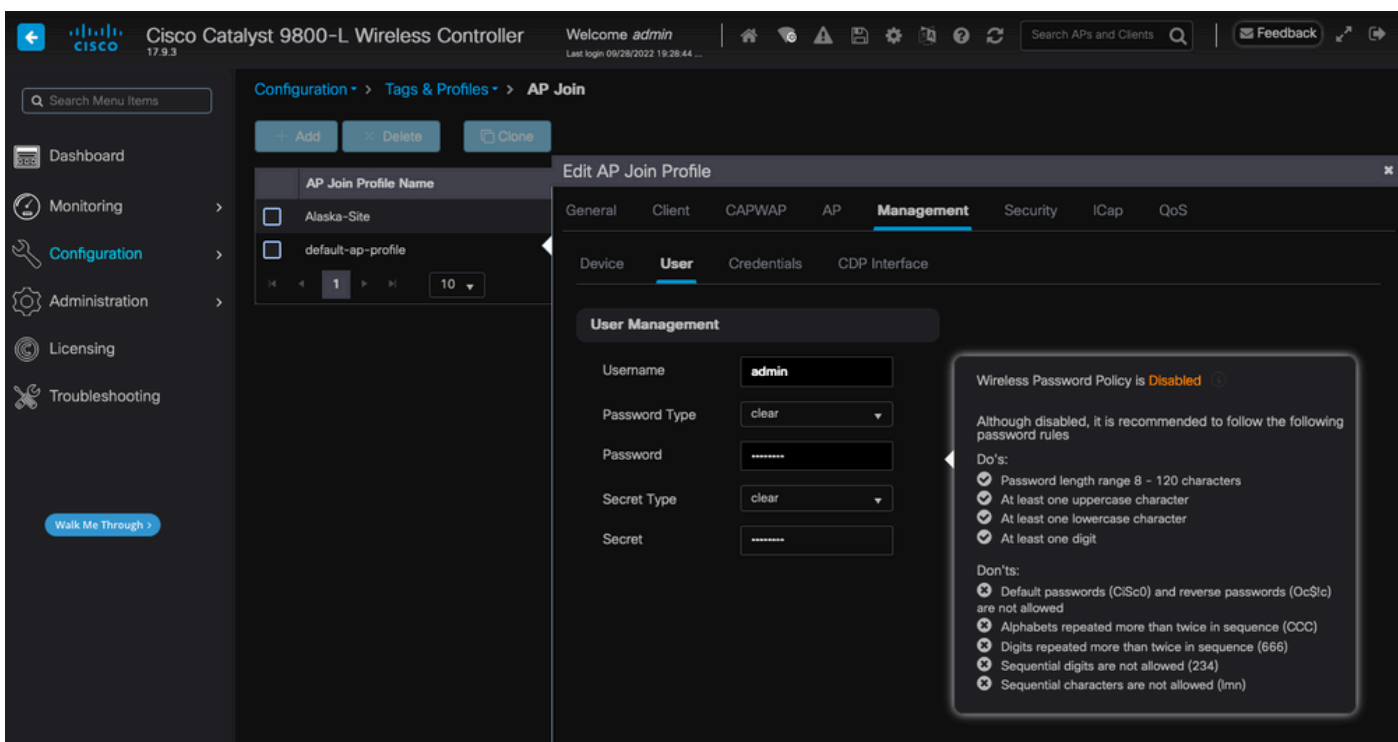 CISCO
Cisco Catalyst 9800-L Wireless Controller
17.9.3
Welcome admin
Last login 09/28/2022 19:28:44 ...
Search APs and Clients
Feedback
Search Menu Items
Dashboard
Monitoring
Configuration
Administration
Licensing
Troubleshooting
Walk Me Through >
Configuration > Tags & Profiles > AP Join
+ Add
× Delete
Clone
AP Join Profile Name
Alaska-Site
default-ap-profile
1
10
Edit AP Join Profile
General Client CAPWAP AP Management Security ICap QoS
Device User Credentials CDP Interface
User Management
Username admin
Password Type clear
Password ••••••••
Secret Type clear
Secret ••••••••
Wireless Password Policy is Disabled
Although disabled, it is recommended to follow the following
password rules
Do's:
Password length range 8 - 120 characters
At least one uppercase character
At least one lowercase character
At least one digit
Don'ts:
Default passwords (CiSc0) and reverse passwords (Oc$!c)
are not allowed
Alphabets repeated more than twice in sequence (CCC)
Digits repeated more than twice in sequence (666)
Sequential digits are not allowed (234)
Sequential characters are not allowed (lmn)